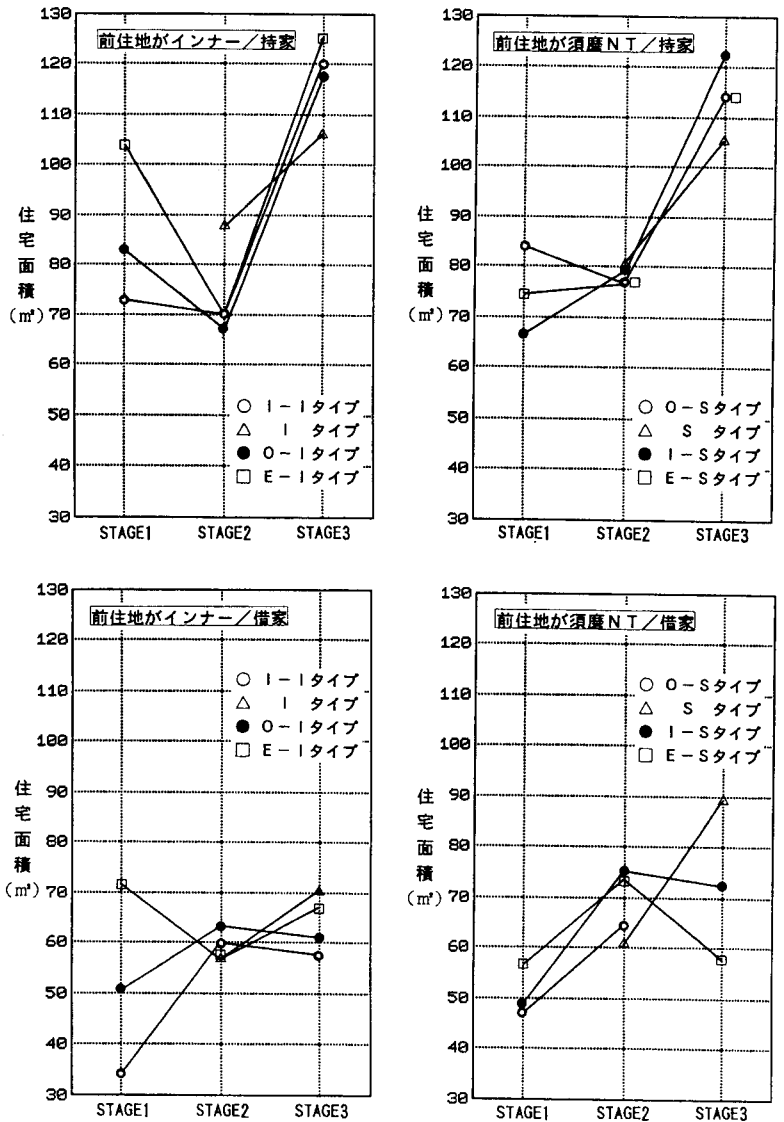 前住地がインナー/持家
130
120
110
100
90
80
70
60
50
40
30
住宅面積
(㎡)
○ I-Iタイプ
△ I タイプ
● O-Iタイプ
□ E-Iタイプ
STAGE1 STAGE2 STAGE3
前住地が須磨NT/持家
130
120
110
100
90
80
70
60
50
40
30
住宅面積
(㎡)
○ O-Sタイプ
△ S タイプ
● I-Sタイプ
□ E-Sタイプ
STAGE1 STAGE2 STAGE3
前住地がインナー/借家
130
120
110
100
90
80
70
60
50
40
30
住宅面積
(㎡)
○ I-Iタイプ
△ I タイプ
● O-Iタイプ
□ E-Iタイプ
STAGE1 STAGE2 STAGE3
前住地が須磨NT/借家
130
120
110
100
90
80
70
60
50
40
30
住宅面積
(㎡)
○ O-Sタイプ
△ S タイプ
● I-Sタイプ
□ E-Sタイプ
STAGE1 STAGE2 STAGE3